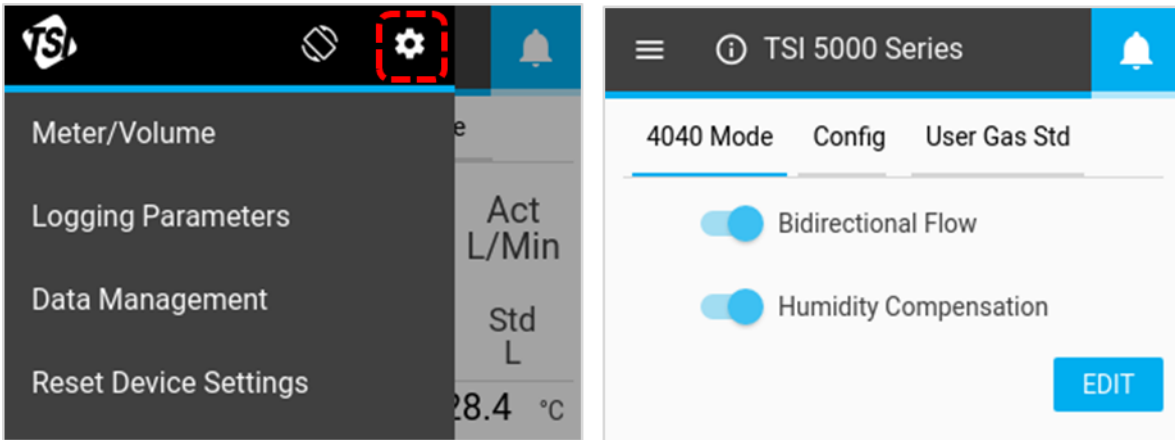 TSI
Meter/Volume
Logging Parameters
Data Management
Reset Device Settings
e
Act
L/Min
Std
L
28.4 °C
TSI 5000 Series
4040 Mode Config User Gas Std
Bidirectional Flow
Humidity Compensation
EDIT